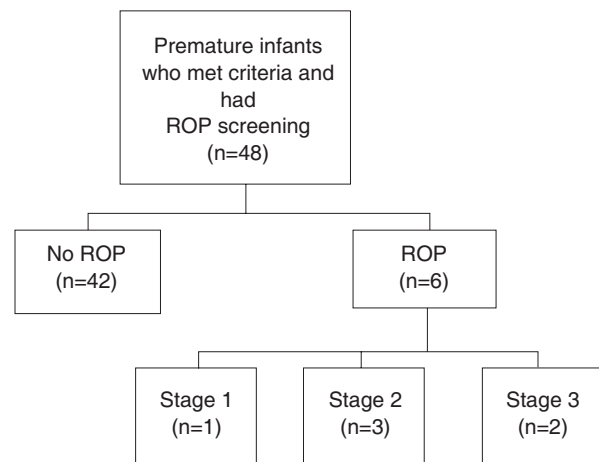 Premature infants
who met criteria and
had
ROP screening
(n=48)
No ROP
(n=42)
ROP
(n=6)
Stage 1
(n=1)
Stage 2
(n=3)
Stage 3
(n=2)